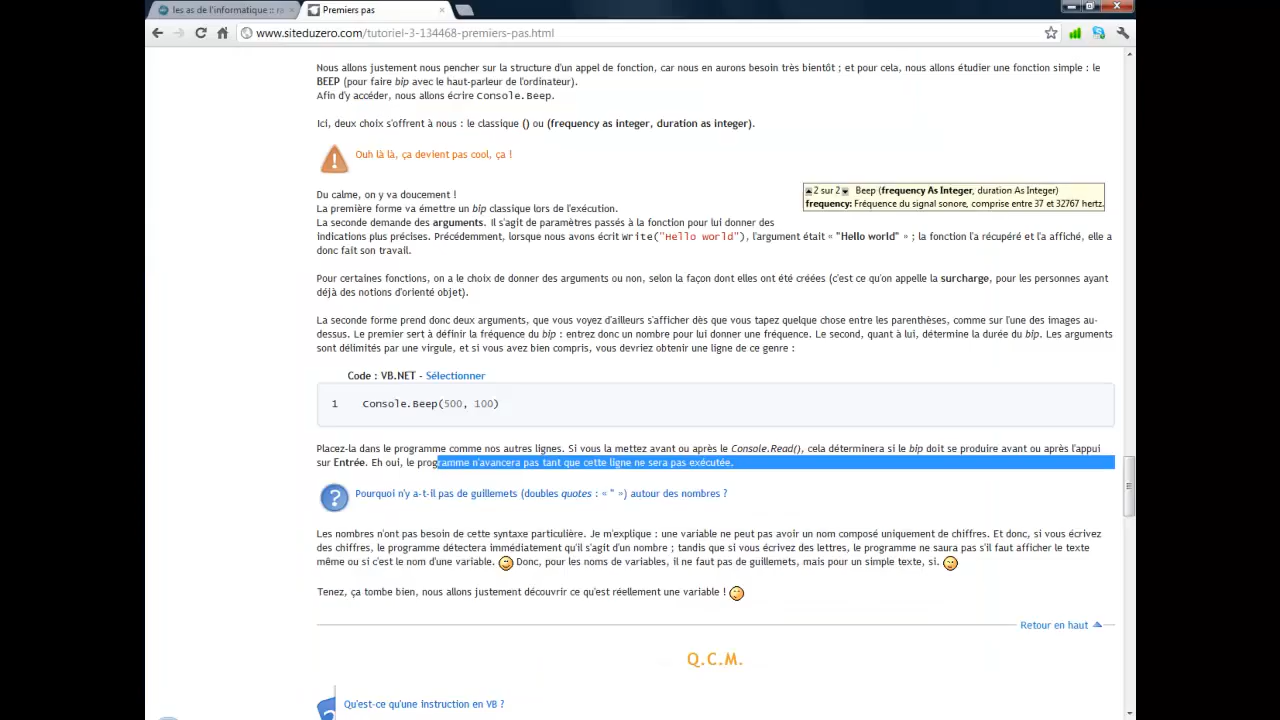 les as de l'informatique ::
Premiers pas
www.siteduzero.com/tutoriel-3-134468-premiers-pas.html
Nous allons justement nous pencher sur la structure d'un appel de fonction, car nous en aurons besoin très bientôt ; et pour cela, nous allons étudier une fonction simple : le
BEEP (pour faire bip avec le haut-parleur de l'ordinateur).
Afin d'y accéder, nous allons écrire Console.Beep.
Ici, deux choix s'offrent à nous : le classique () ou (frequency as integer, duration as integer).
Ouh là là, ça devient pas cool, ça !
Du calme, on y va doucement !
La première forme va émettre un bip classique lors de l'exécution.
La seconde demande des arguments. Il s'agit de paramètres passés à la fonction pour lui donner des
2 sur 2 Beep (frequency As Integer, duration As Integer)
frequency: Fréquence du signal sonore, comprise entre 37 et 32767 hertz.
indications plus précises. Précédemment, lorsque nous avons écrit Write("Hello world"), l'argument était « "Hello world" » ; la fonction l'a récupéré et l'a affiché, elle a
donc fait son travail.
Pour certaines fonctions, on a le choix de donner des arguments ou non, selon la façon dont elles ont été créées (c'est ce qu'on appelle la surcharge, pour les personnes ayant
déjà des notions d'orienté objet).
La seconde forme prend donc deux arguments, que vous voyez d'ailleurs s'afficher dès que vous tapez quelque chose entre les parenthèses, comme sur l'une des images au-
dessus. Le premier sert à définir la fréquence du bip : entrez donc un nombre pour lui donner une fréquence. Le second, quant à lui, détermine la durée du bip. Les arguments
sont délimités par une virgule, et si vous avez bien compris, vous devriez obtenir une ligne de ce genre :
Code : VB.NET - Sélectionner
1 Console.Beep(500, 100)
Placez-la dans le programme comme nos autres lignes. Si vous la mettez avant ou après le Console.Read(), cela déterminera si le bip doit se produire avant ou après l'appui
sur Entrée. Eh oui, le programme n'avancera pas tant que cette ligne ne sera pas exécutée.
Pourquoi n'y a-t-il pas de guillemets (doubles quotes : « " ») autour des nombres ?
Les nombres n'ont pas besoin de cette syntaxe particulière. Je m'explique : une variable ne peut pas avoir un nom composé uniquement de chiffres. Et donc, si vous écrivez
des chiffres, le programme détectera immédiatement qu'il s'agit d'un nombre ; tandis que si vous écrivez des lettres, le programme ne saura pas s'il faut afficher le texte
même ou si c'est le nom d'une variable. Donc, pour les noms de variables, il ne faut pas de guillemets, mais pour un simple texte, si.
Tenez, ça tombe bien, nous allons justement découvrir ce qu'est réellement une variable !
Retour en haut
Q.C.M.
Qu'est-ce qu'une instruction en VB ?